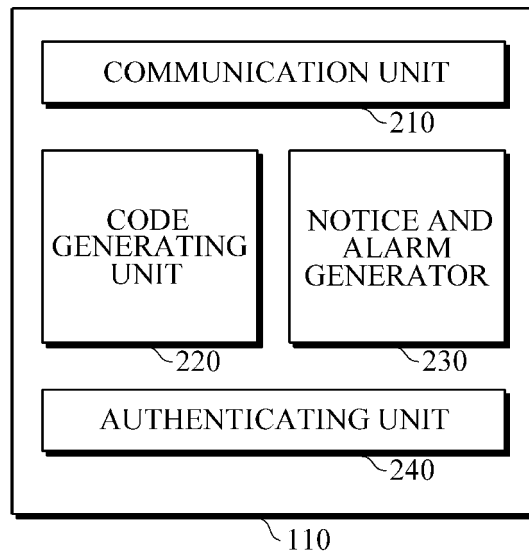 COMMUNICATION UNIT
210
CODE
GENERATING
UNIT
220
NOTICE AND
ALARM
GENERATOR
230
AUTHENTICATING UNIT
240
110